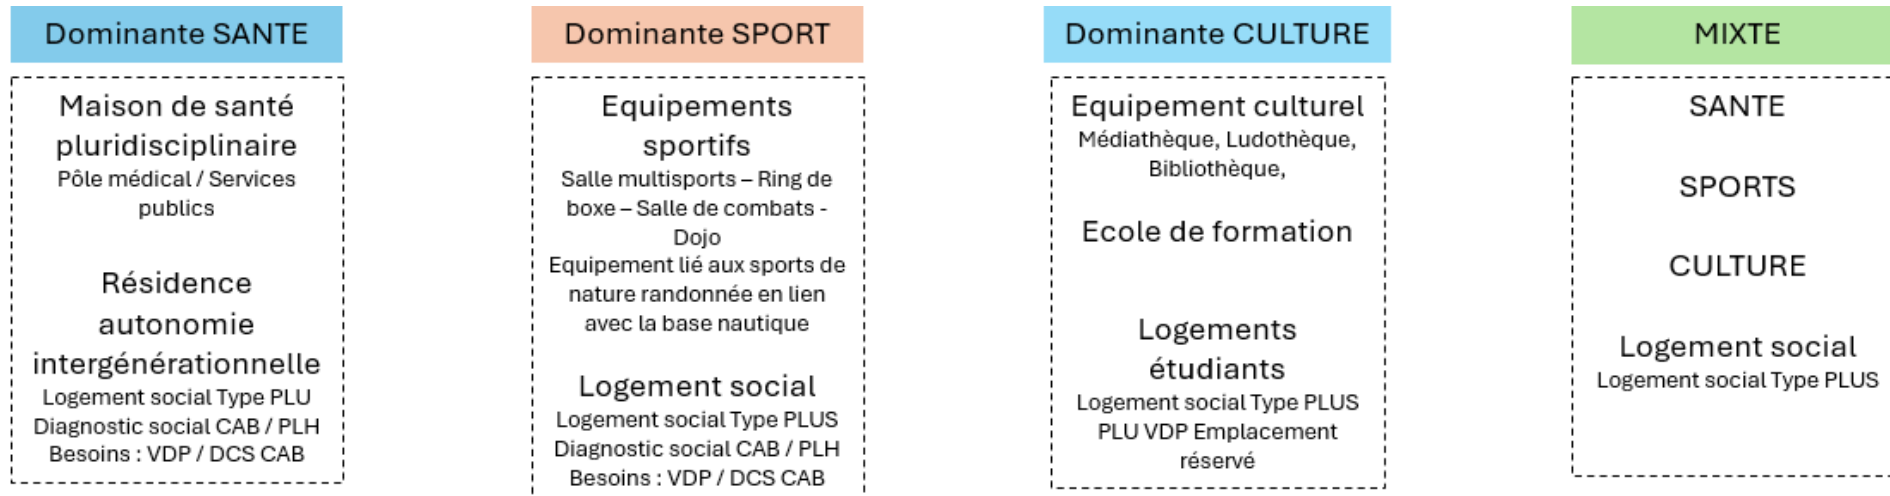 Dominante SANTE
Maison de santé
pluridisciplinaire
Pôle médical / Services
publics
Résidence
autonomie
intergénérationnelle
Logement social Type PLU
Diagnostic social CAB / PLH
Besoins : VDP / DCS CAB
Dominante SPORT
Equipements
sportifs
Salle multisports – Ring de
boxe – Salle de combats -
Dojo
Equipement lié aux sports de
nature randonnée en lien
avec la base nautique
Logement social
Logement social Type PLUS
Diagnostic social CAB / PLH
Besoins : VDP / DCS CAB
Dominante CULTURE
Equipement culturel
Médiathèque, Ludothèque,
Bibliothèque,
Ecole de formation
Logements
étudiants
Logement social Type PLUS
PLU VDP Emplacement
réservé
MIXTE
SANTE
SPORTS
CULTURE
Logement social
Logement social Type PLUS